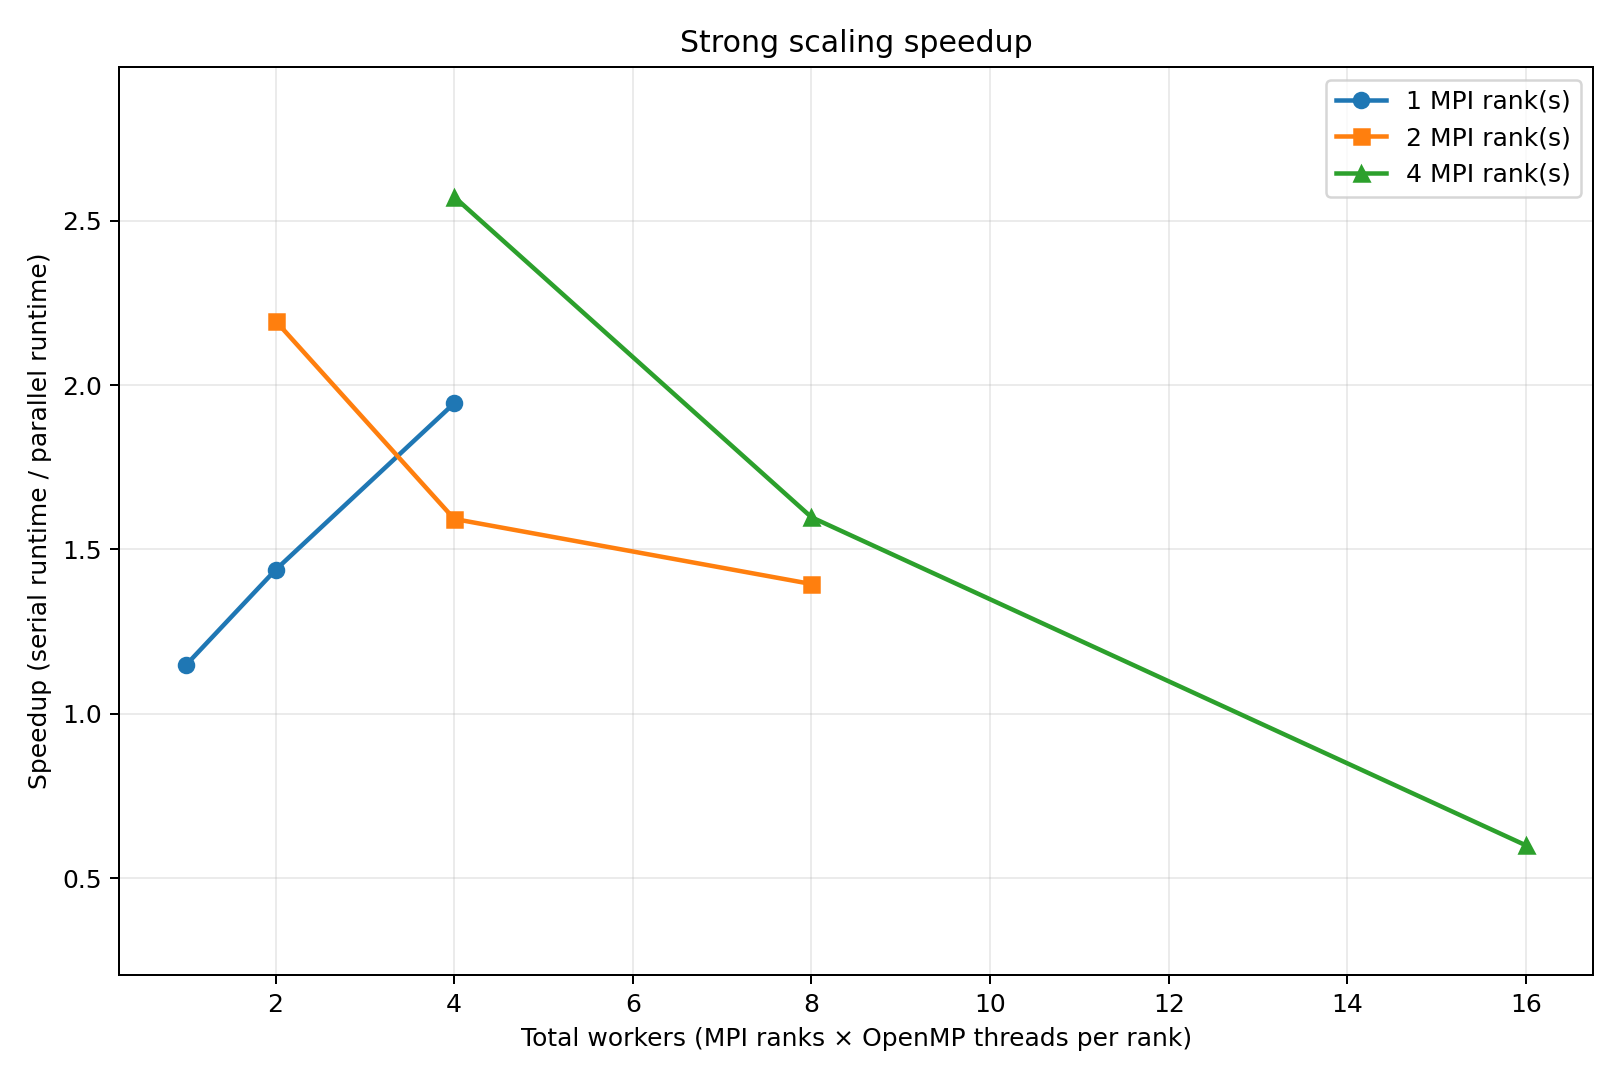 Strong scaling speedup
1 MPI rank(s)
2 MPI rank(s)
4 MPI rank(s)
Speedup (serial runtime / parallel runtime)
2.5
2.0
1.5
1.0
0.5
2 4 6 8 10 12 14 16
Total workers (MPI ranks × OpenMP threads per rank)